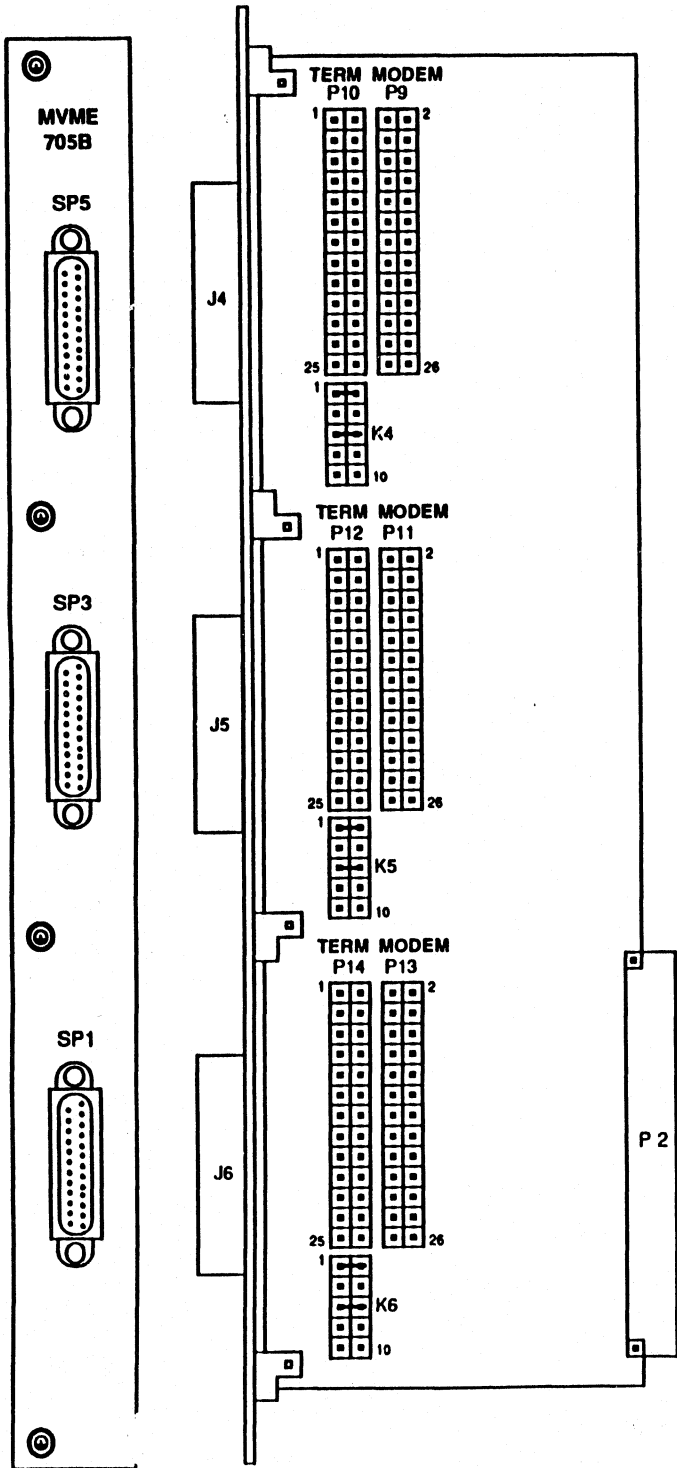 MVME
705B
SP5
SP3
SP1
J4
J5
J6
TERM MODEM
P10 P9
1 2
25 26
1
K4
10
TERM MODEM
P12 P11
1 2
25 26
1
K5
10
TERM MODEM
P14 P13
1 2
25 26
1
K6
10
P 2